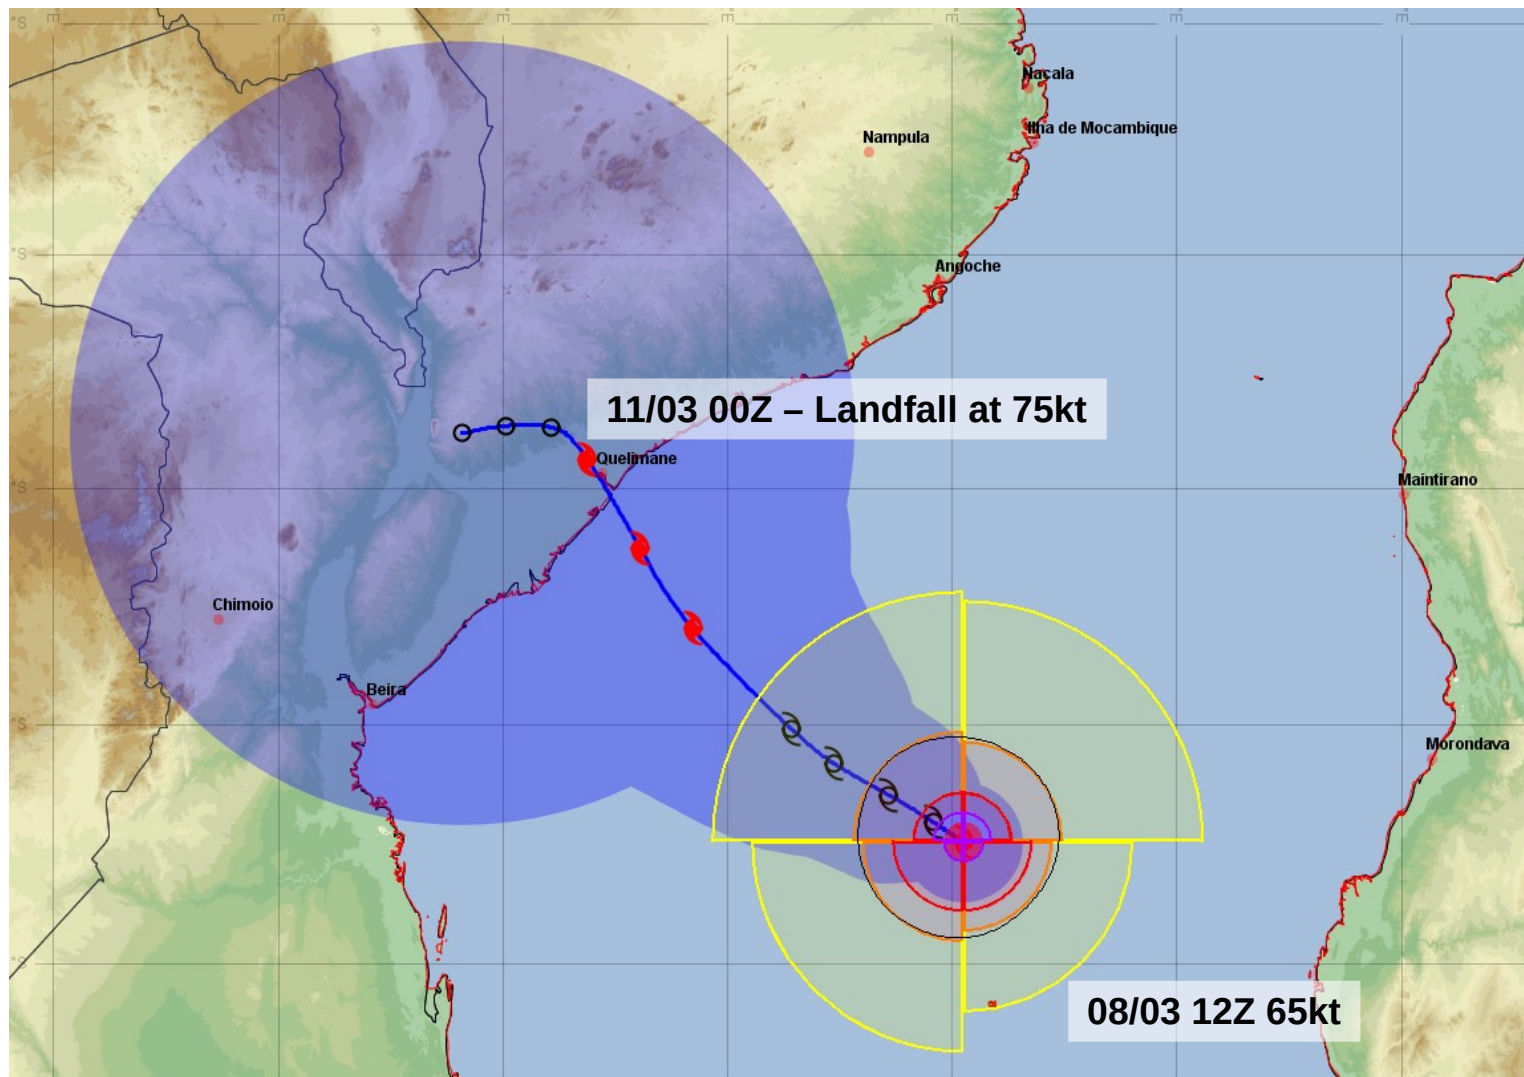 Nacala
Ilha de Mocambique
Nampula
Angoche
11/03 00Z – Landfall at 75kt
Quelimane
Maintirano
Chimoio
Beira
Morondava
08/03 12Z 65kt